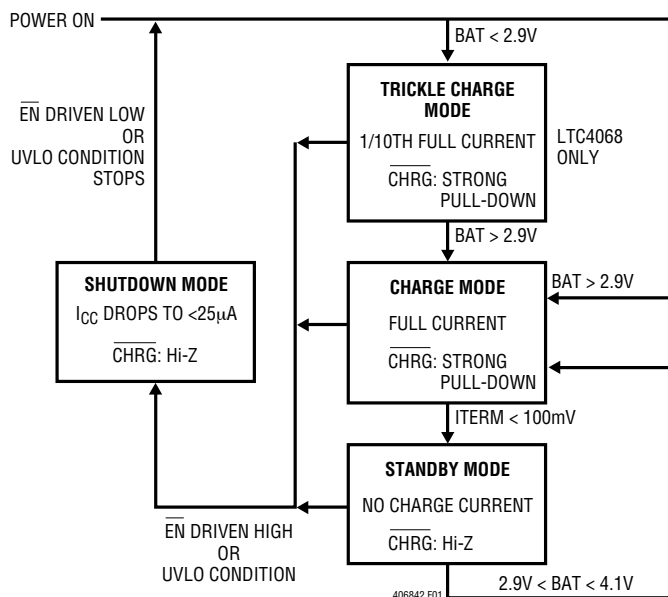 POWER ON
BAT < 2.9V
TRICKLE CHARGE
MODE
1/10TH FULL CURRENT
CHRG: STRONG
PULL-DOWN
LTC4068
ONLY
EN DRIVEN LOW
OR
UVLO CONDITION
STOPS
BAT > 2.9V
SHUTDOWN MODE
ICC DROPS TO <25µA
CHRG: Hi-Z
CHARGE MODE
FULL CURRENT
CHRG: STRONG
PULL-DOWN
BAT > 2.9V
ITERM < 100mV
STANDBY MODE
NO CHARGE CURRENT
CHRG: Hi-Z
EN DRIVEN HIGH
OR
UVLO CONDITION
406842 F01
2.9V < BAT < 4.1V